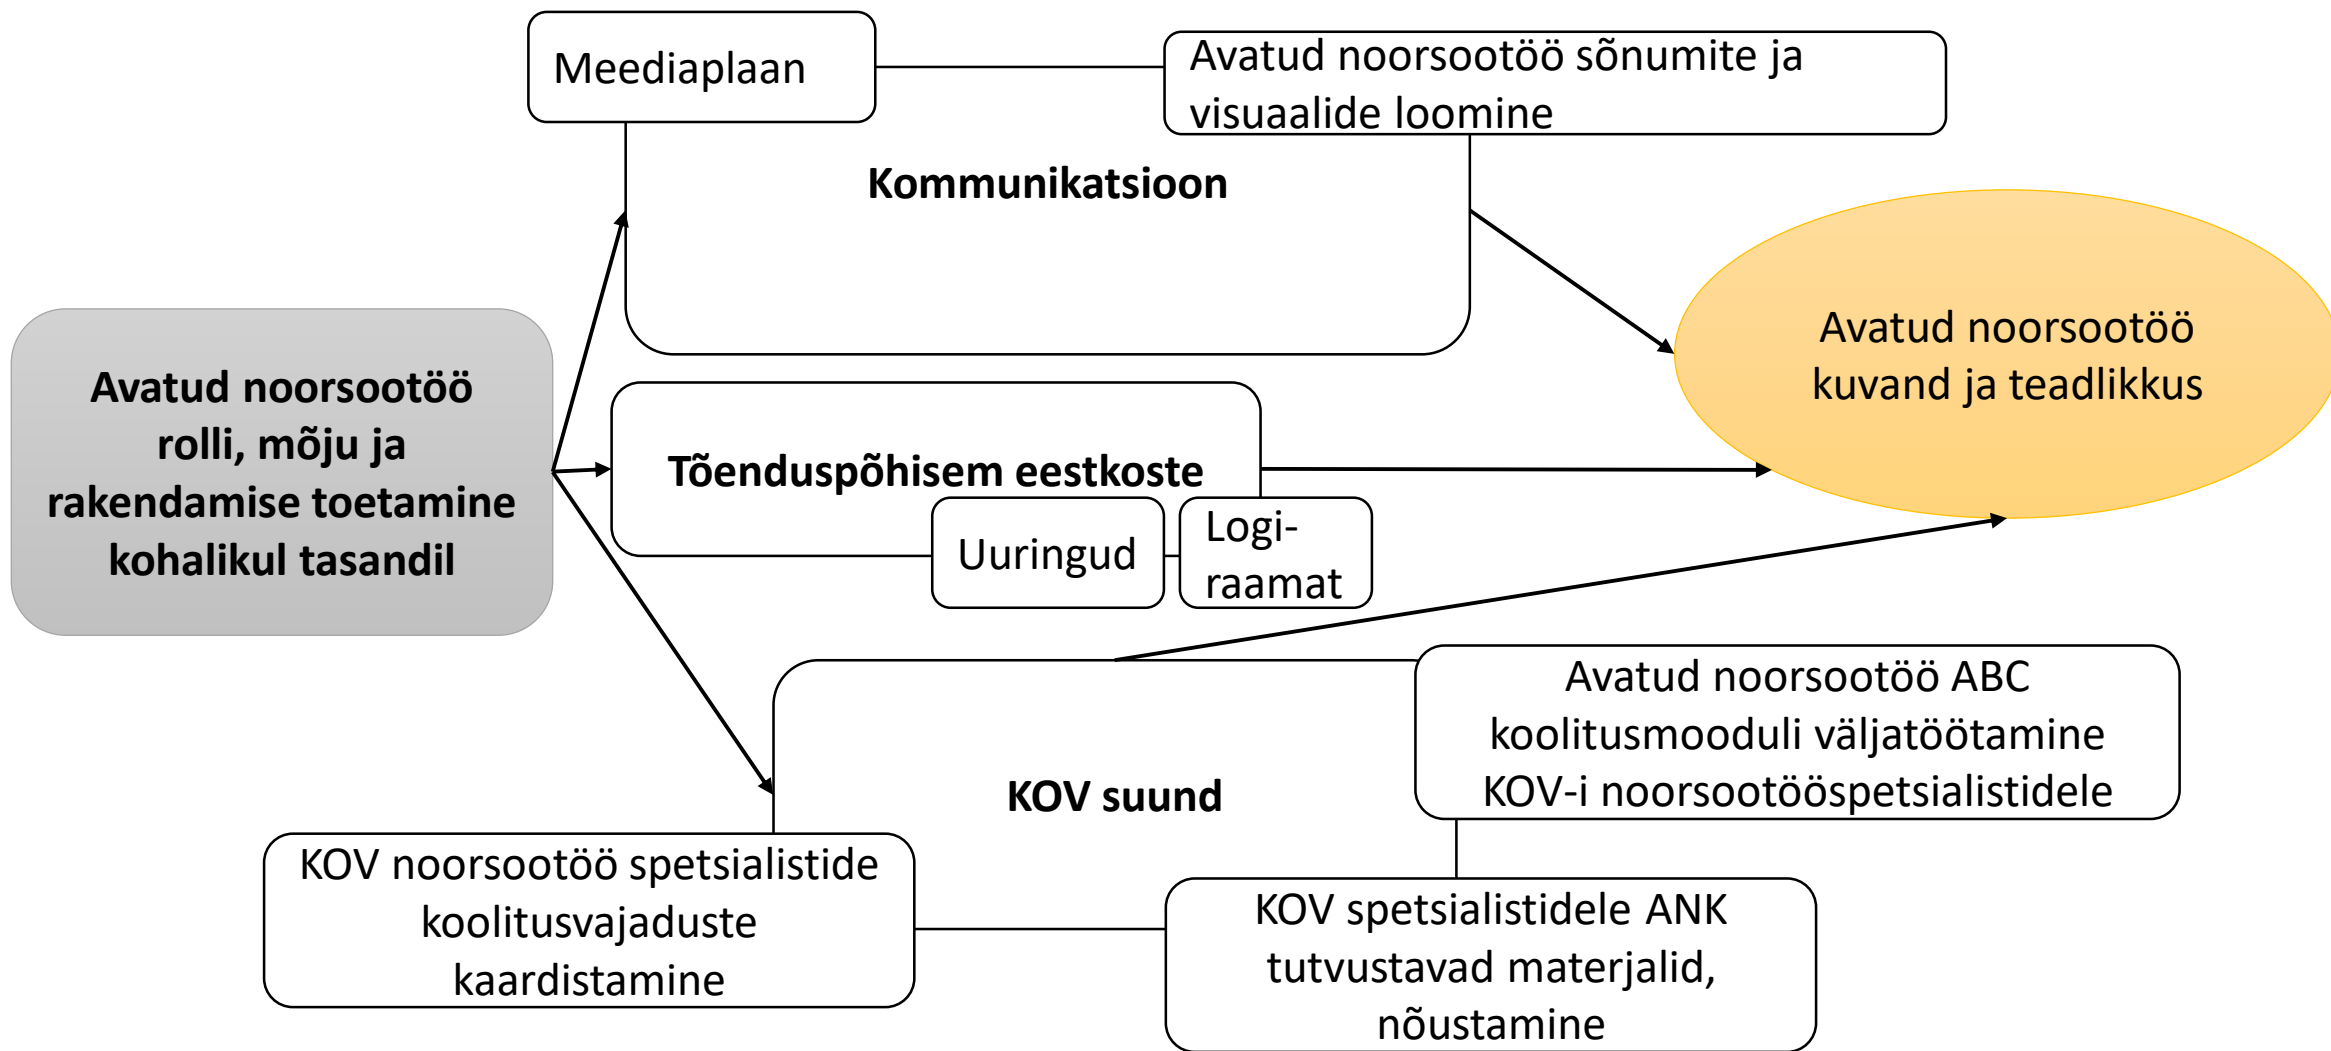 Meediaplaan
Avatud noorsootöö sõnumite ja
visuaalide loomine
Kommunikatsioon
Avatud noorsootöö
rolli, mõju ja
rakendamise toetamine
kohalikul tasandil
Avatud noorsootöö
kuvand ja teadlikkus
Tõenduspõhisem eestkoste
Uuringud
Logi-
raamat
KOV suund
Avatud noorsootöö ABC
koolitusmooduli väljatöötamine
KOV-i noorsootööspetsialistidele
KOV noorsootöö spetsialistide
koolitusvajaduste
kaardistamine
KOV spetsialistidele ANK
tutvustavad materjalid,
nõustamine